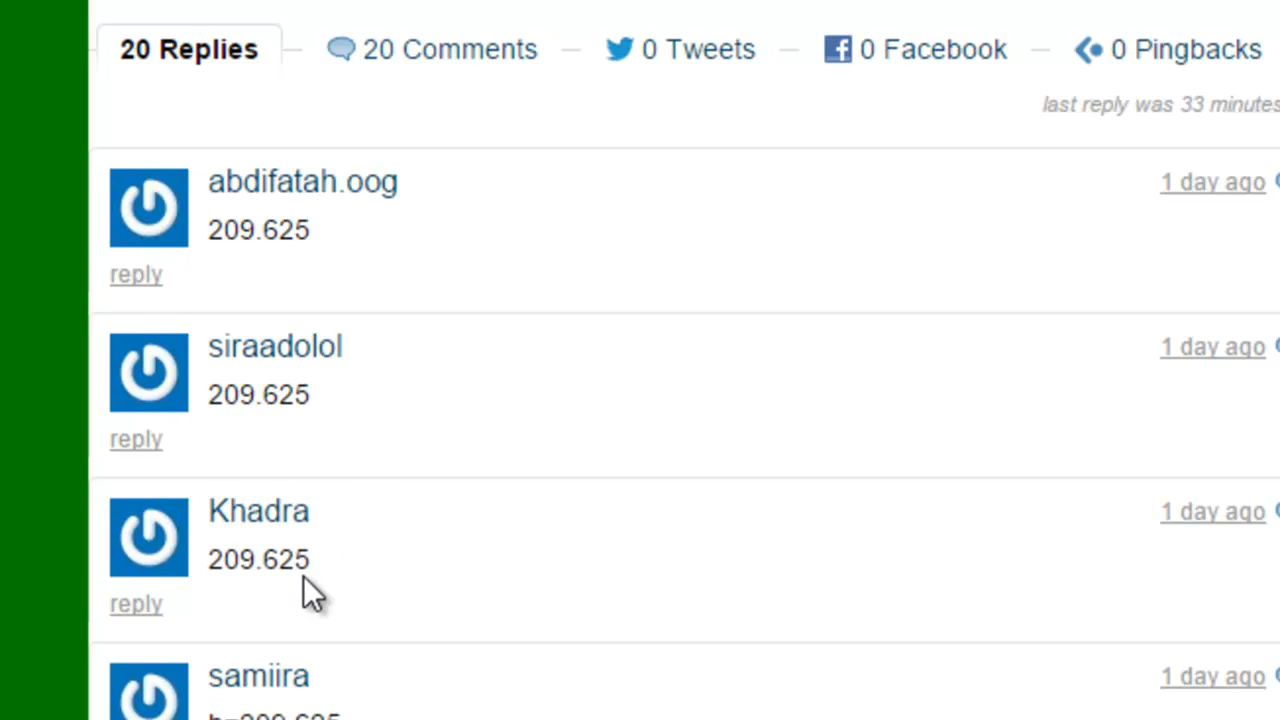 20 Replies 20 Comments 0 Tweets 0 Facebook 0 Pingbacks
last reply was 33 minutes
abdifatah.oog 1 day ago
209.625
reply
siraadolol 1 day ago
209.625
reply
Khadra 1 day ago
209.625
reply
samiira 1 day ago
b=209.625